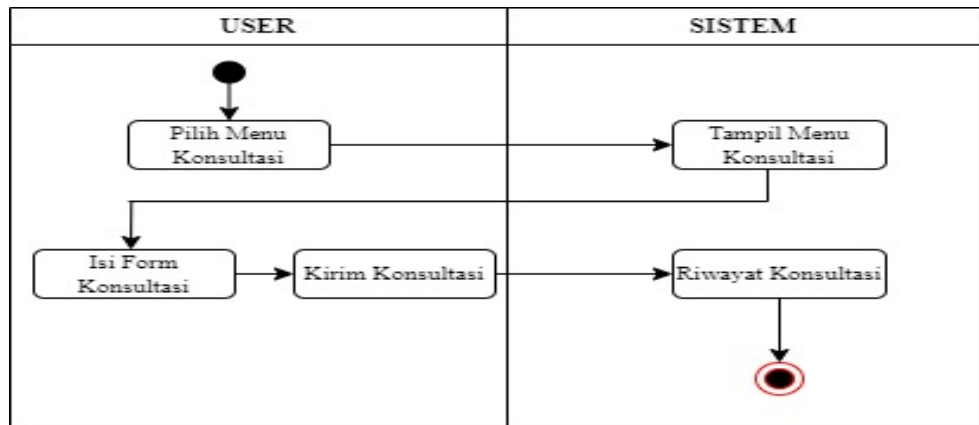 USER
SISTEM
Pilih Menu
Konsultasi
Tampil Menu
Konsultasi
Isi Form
Konsultasi
Kirim Konsultasi
Riwayat Konsultasi